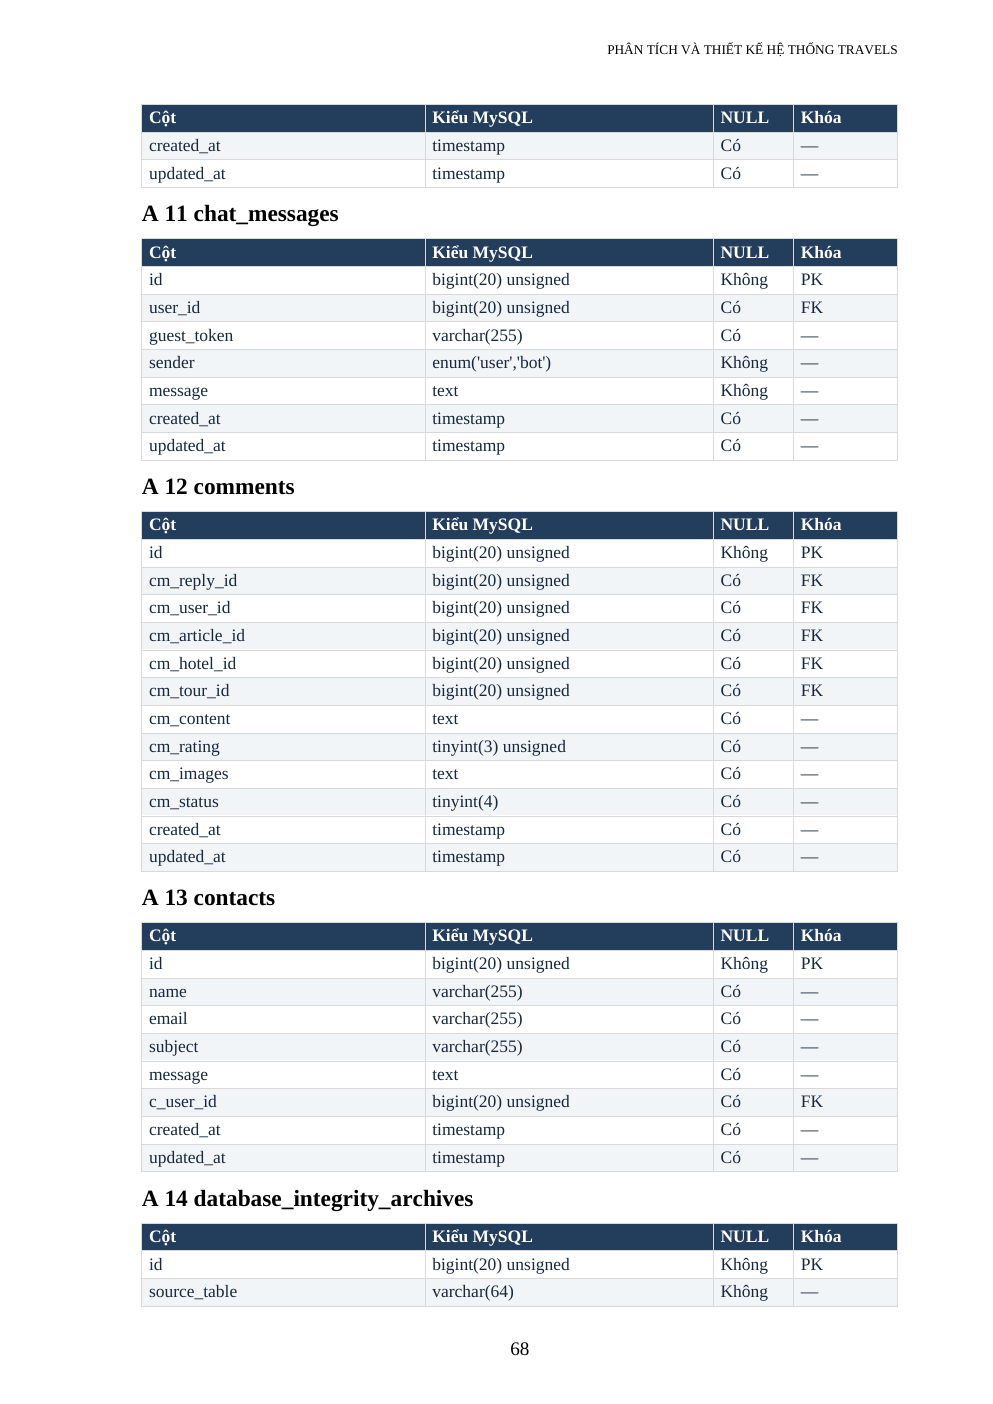 PHÂN TÍCH VÀ THIẾT KẾ HỆ THỐNG TRAVELS
Cột Kiểu MySQL NULL Khóa
created_at timestamp Có —
updated_at timestamp Có —
A 11 chat_messages
Cột Kiểu MySQL NULL Khóa
id bigint(20) unsigned Không PK
user_id bigint(20) unsigned Có FK
guest_token varchar(255) Có —
sender enum('user','bot') Không —
message text Không —
created_at timestamp Có —
updated_at timestamp Có —
A 12 comments
Cột Kiểu MySQL NULL Khóa
id bigint(20) unsigned Không PK
cm_reply_id bigint(20) unsigned Có FK
cm_user_id bigint(20) unsigned Có FK
cm_article_id bigint(20) unsigned Có FK
cm_hotel_id bigint(20) unsigned Có FK
cm_tour_id bigint(20) unsigned Có FK
cm_content text Có —
cm_rating tinyint(3) unsigned Có —
cm_images text Có —
cm_status tinyint(4) Có —
created_at timestamp Có —
updated_at timestamp Có —
A 13 contacts
Cột Kiểu MySQL NULL Khóa
id bigint(20) unsigned Không PK
name varchar(255) Có —
email varchar(255) Có —
subject varchar(255) Có —
message text Có —
c_user_id bigint(20) unsigned Có FK
created_at timestamp Có —
updated_at timestamp Có —
A 14 database_integrity_archives
Cột Kiểu MySQL NULL Khóa
id bigint(20) unsigned Không PK
source_table varchar(64) Không —
68